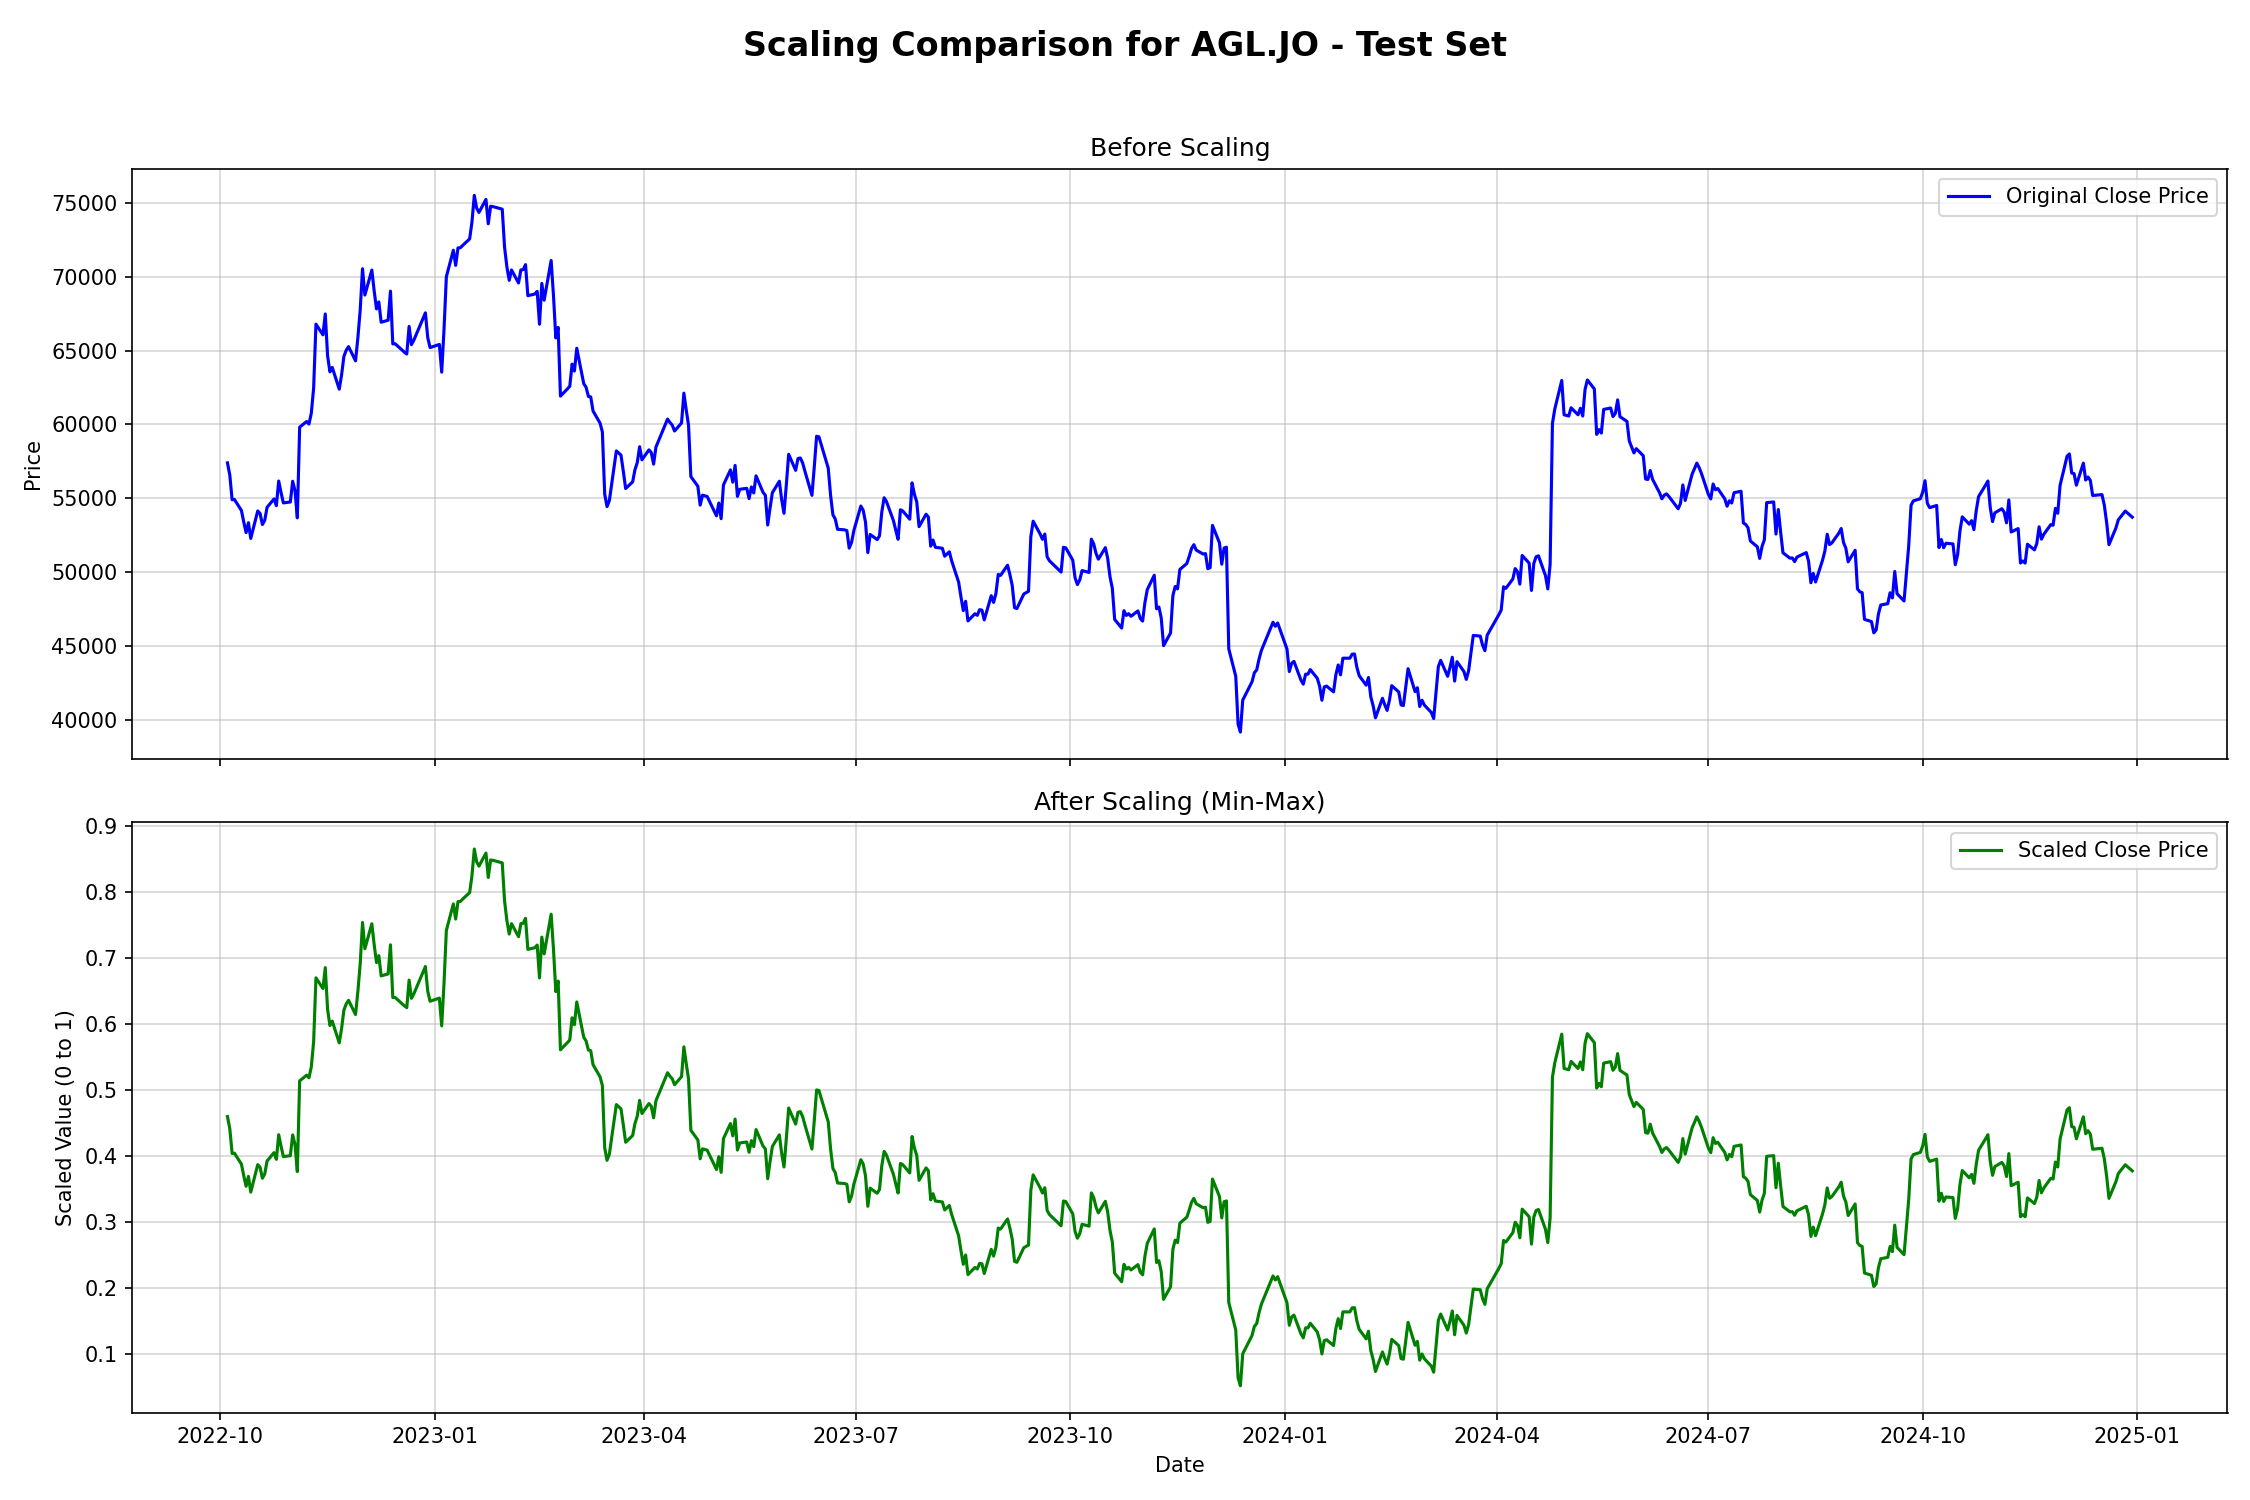 Scaling Comparison for AGL.JO - Test Set
Before Scaling
Original Close Price
Price
75000
70000
65000
60000
55000
50000
45000
40000
After Scaling (Min-Max)
Scaled Close Price
Scaled Value (0 to 1)
0.9
0.8
0.7
0.6
0.5
0.4
0.3
0.2
0.1
2022-10 2023-01 2023-04 2023-07 2023-10 2024-01 2024-04 2024-07 2024-10 2025-01
Date